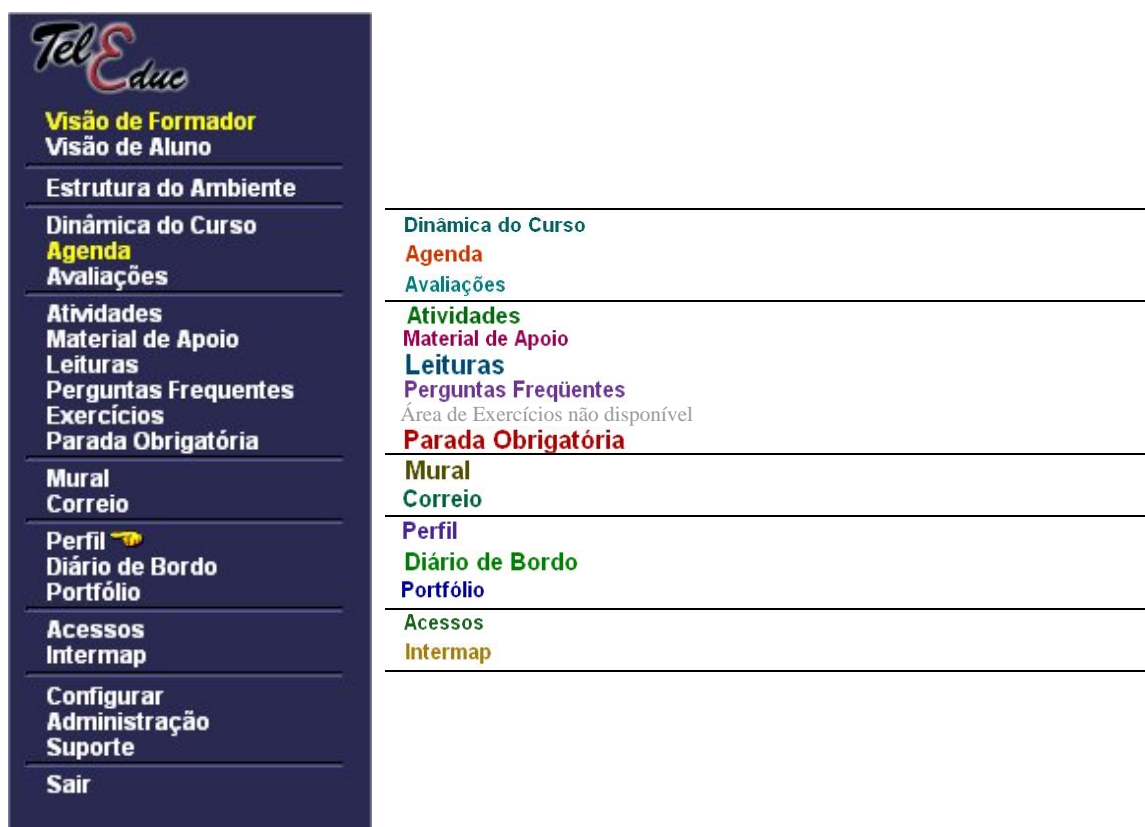 TelEduc
Visão de Formador
Visão de Aluno
Estrutura do Ambiente
Dinâmica do Curso
Agenda
Avaliações
Atividades
Material de Apoio
Leituras
Perguntas Frequentes
Exercícios
Parada Obrigatória
Mural
Correio
Perfil
Diário de Bordo
Portfólio
Acessos
Intermap
Configurar
Administração
Suporte
Sair
Dinâmica do Curso
Agenda
Avaliações
Atividades
Material de Apoio
Leituras
Perguntas Freqüentes
Área de Exercícios não disponível
Parada Obrigatória
Mural
Correio
Perfil
Diário de Bordo
Portfólio
Acessos
Intermap